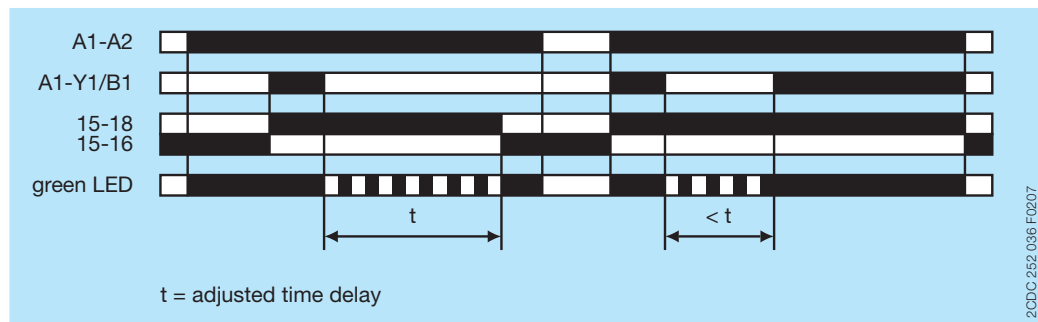 A1-A2
A1-Y1/B1
15-18
15-16
green LED
t
< t
t = adjusted time delay
2CDC 252 036 F0207